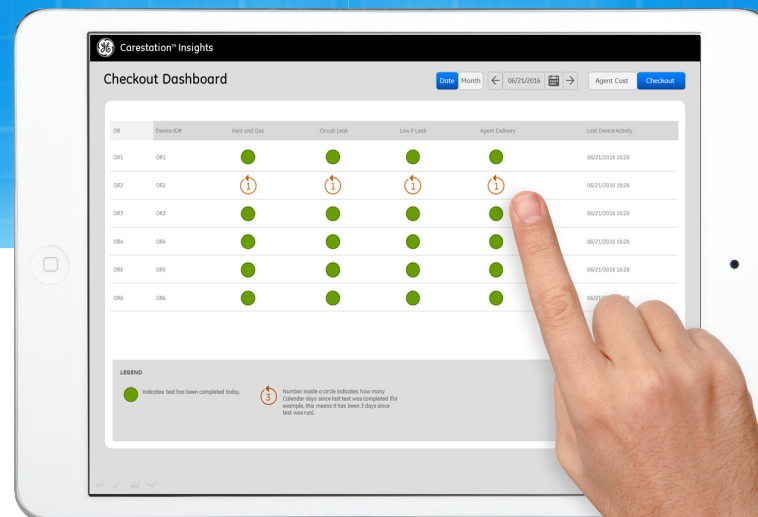 Carestation™ Insights
Checkout Dashboard
Date Month 06/21/2016 Agent Cost Checkout
OR Device ID# Vent and Gas Circuit Leak Low P Leak Agent Delivery Last Device Activity
OR1 OR1 06/21/2016 16:28
OR2 OR2 1 1 1 1 06/21/2016 16:28
OR3 OR3 06/21/2016 16:28
OR4 OR4 06/21/2016 16:28
OR5 OR5 06/21/2016 16:28
OR6 OR6
LEGEND
Indicates test has been completed today.
3
Number inside a circle indicates how many
Calendar days since last test was completed (for
example, this means it has been 3 days since
test was run).